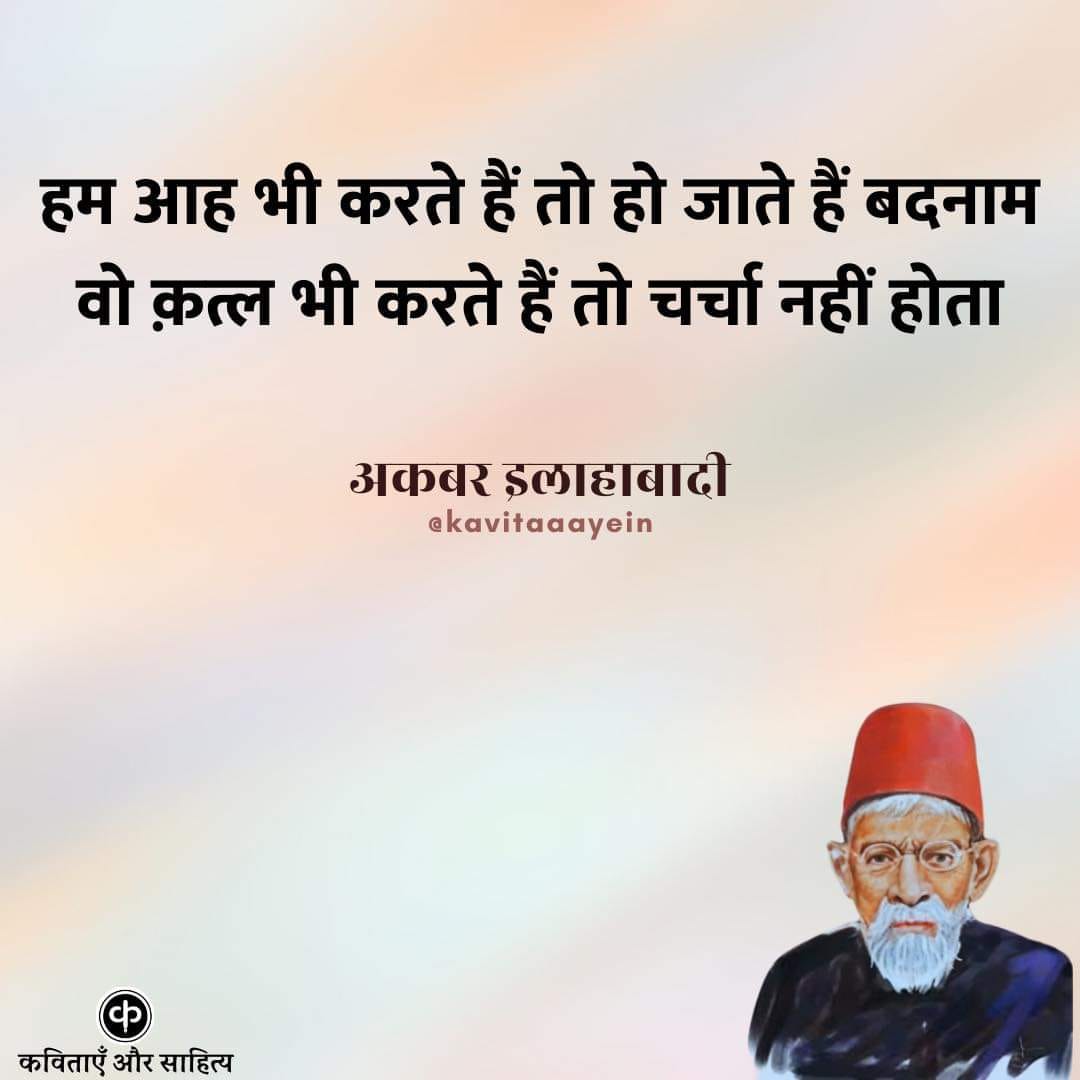 हम आह भी करते हैं तो हो जाते हैं बदनाम
वो क़त्ल भी करते हैं तो चर्चा नहीं होता
अकबर इलाहाबादी
@kavitaaayein
क
कविताएँ और साहित्य